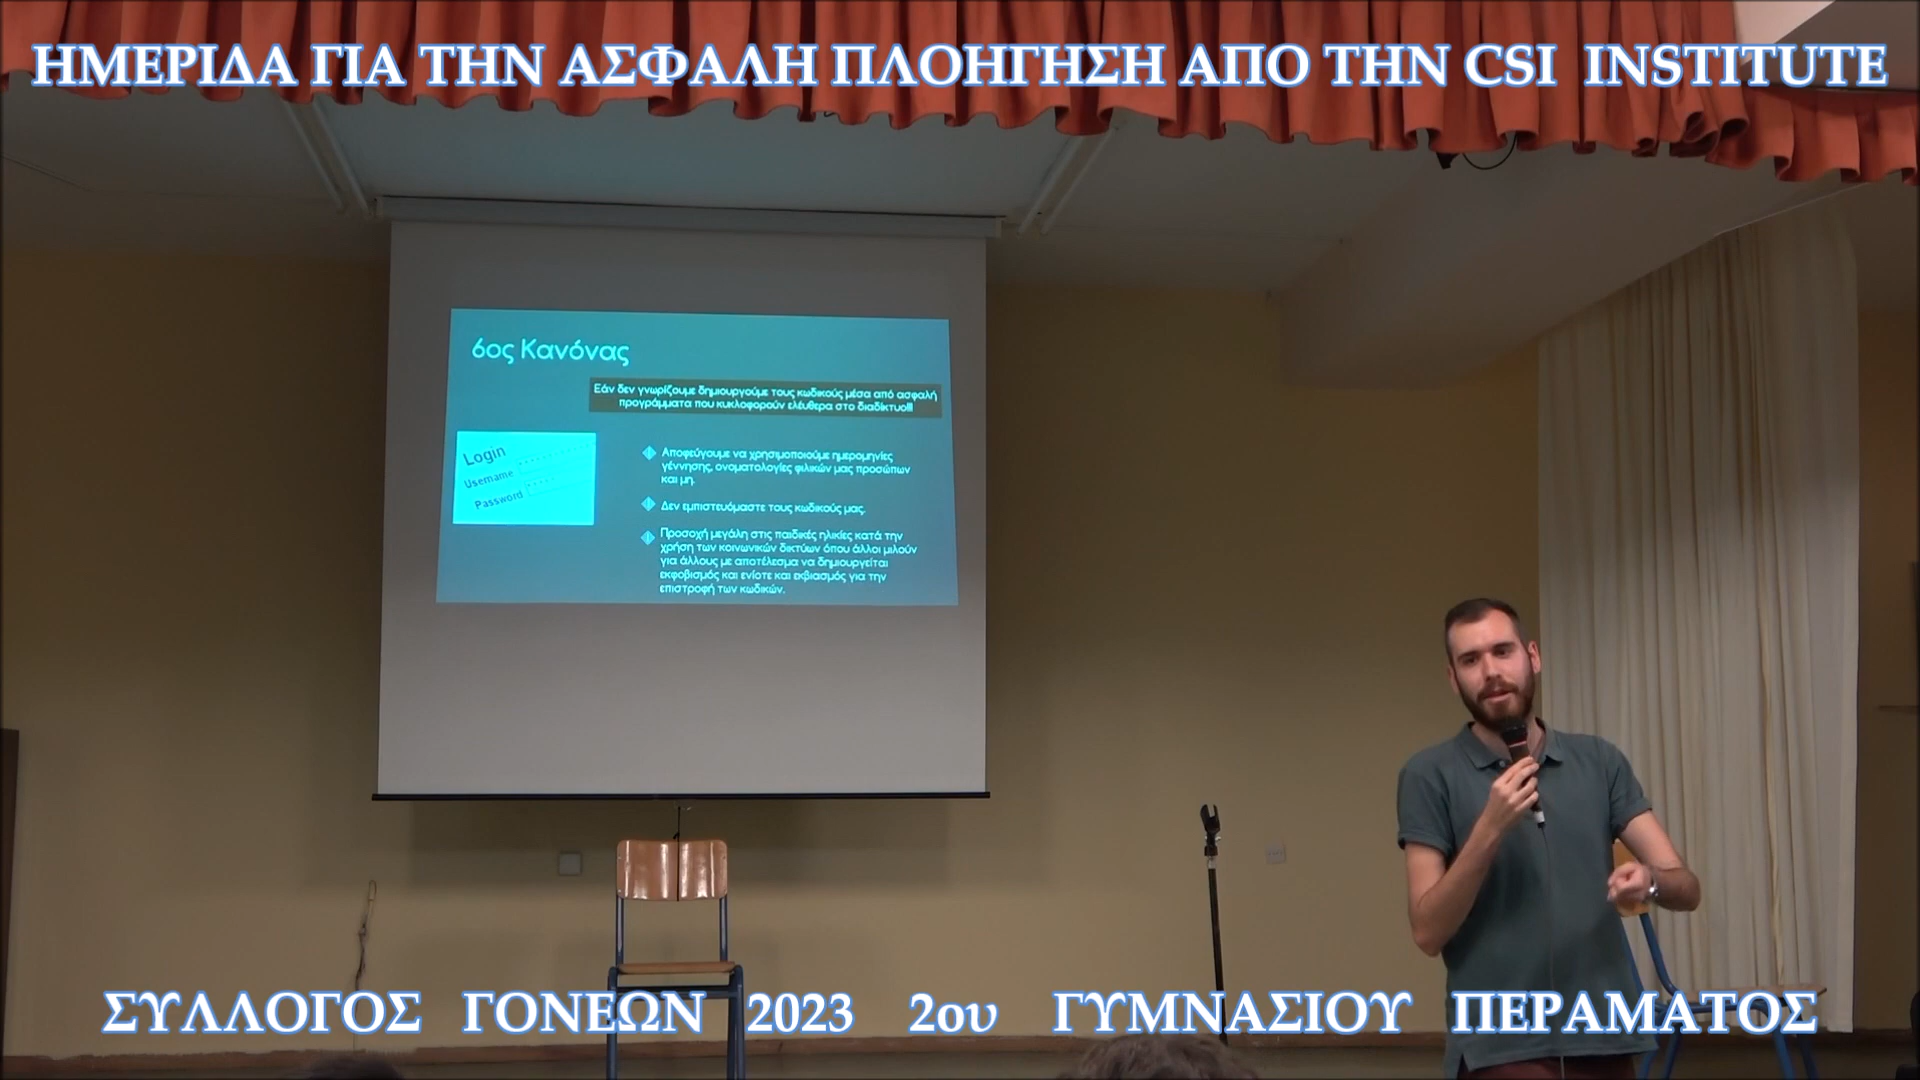 ΗΜΕΡΙΔΑ ΓΙΑ ΤΗΝ ΑΣΦΑΛΗ ΠΛΟΗΓΗΣΗ ΑΠΟ ΤΗΝ CSI INSTITUTE
6ος Κανόνας
Εάν δεν γνωρίζουμε δημιουργούμε τους κωδικούς μέσα από ασφαλή
προγράμματα που κυκλοφορούν ελέυθερα στο διαδίκτυο!!!
Login
Username
Password
Αποφεύγουμε να χρησιμοποιούμε ημερομηνίες
γέννησης, ονοματολογίες φιλικών μας προσώπων
και μη.
Δεν εμπιστευόμαστε τους κωδικούς μας.
Προσοχή μεγάλη στις παιδικές ηλικίες κατά την
χρήση των κοινωνικών δικτύων όπου άλλοι μιλούν
για άλλους με αποτέλεσμα να δημιουργείται
εκφοβισμός και ενίοτε και εκβιασμός για την
επιστροφή των κωδικών.
ΣΥΛΛΟΓΟΣ ΓΟΝΕΩΝ 2023 2ου ΓΥΜΝΑΣΙΟΥ ΠΕΡΑΜΑΤΟΣ